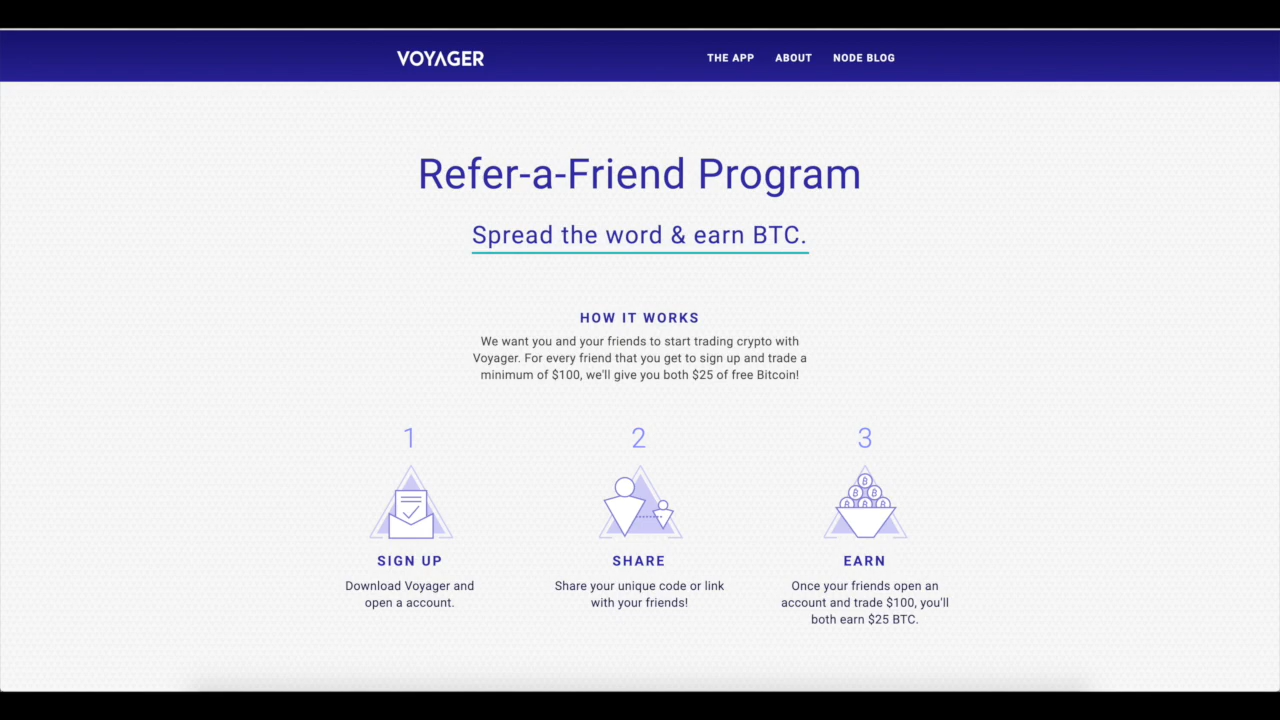 VOYAGER
THE APP
ABOUT
NODE BLOG
Refer-a-Friend Program
Spread the word & earn BTC.
HOW IT WORKS
We want you and your friends to start trading crypto with
Voyager. For every friend that you get to sign up and trade a
minimum of $100, we'll give you both $25 of free Bitcoin!
1
SIGN UP
Download Voyager and
open a account.
2
SHARE
Share your unique code or link
with your friends!
3
EARN
Once your friends open an
account and trade $100, you'll
both earn $25 BTC.